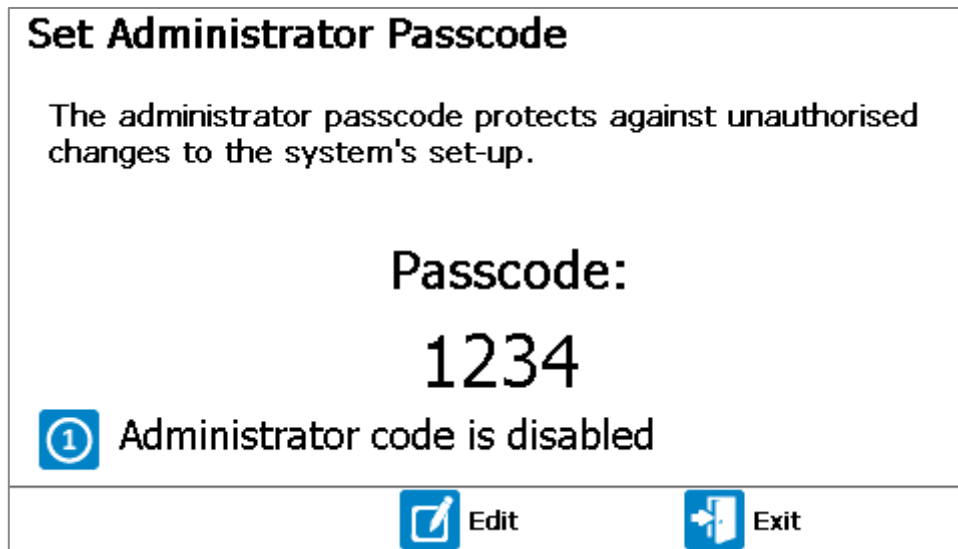 Set Administrator Passcode
The administrator passcode protects against unauthorised
changes to the system's set-up.
Passcode:
1234
1 Administrator code is disabled
Edit Exit